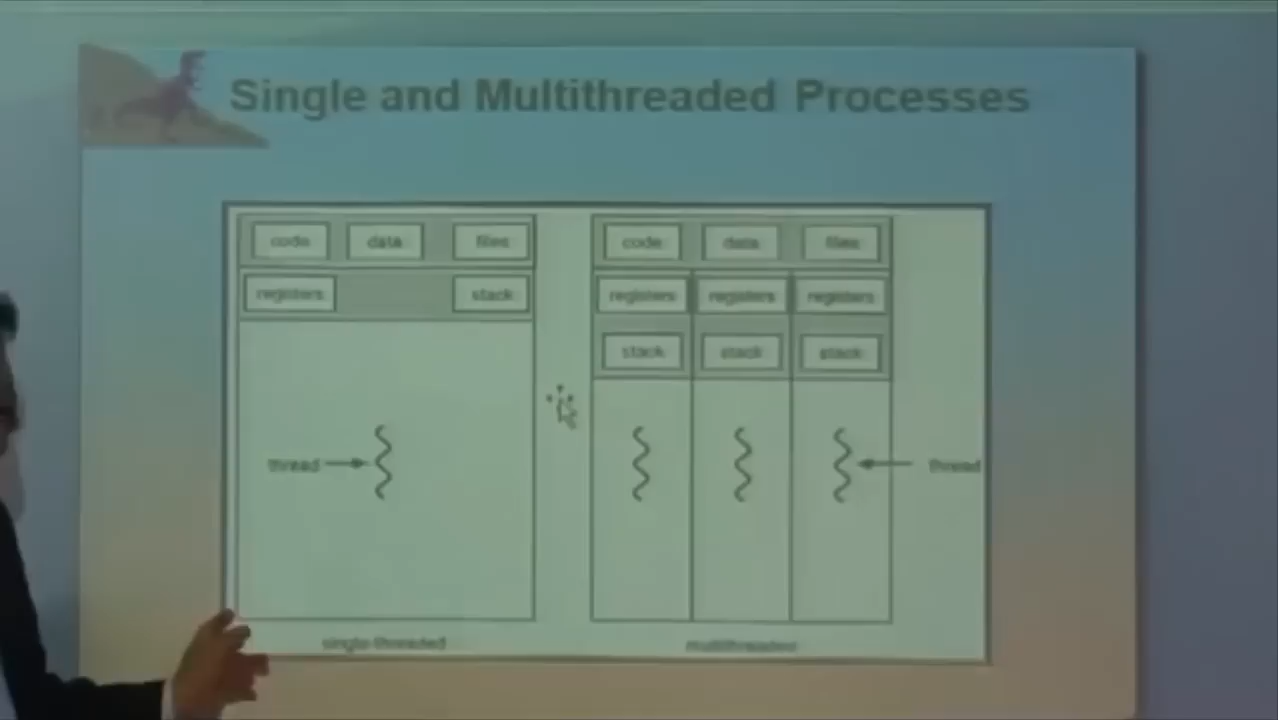 Single and Multithreaded Processes
code data files
registers stack
thread
single-threaded
code data files
registers registers registers
stack stack stack
thread
multithreaded